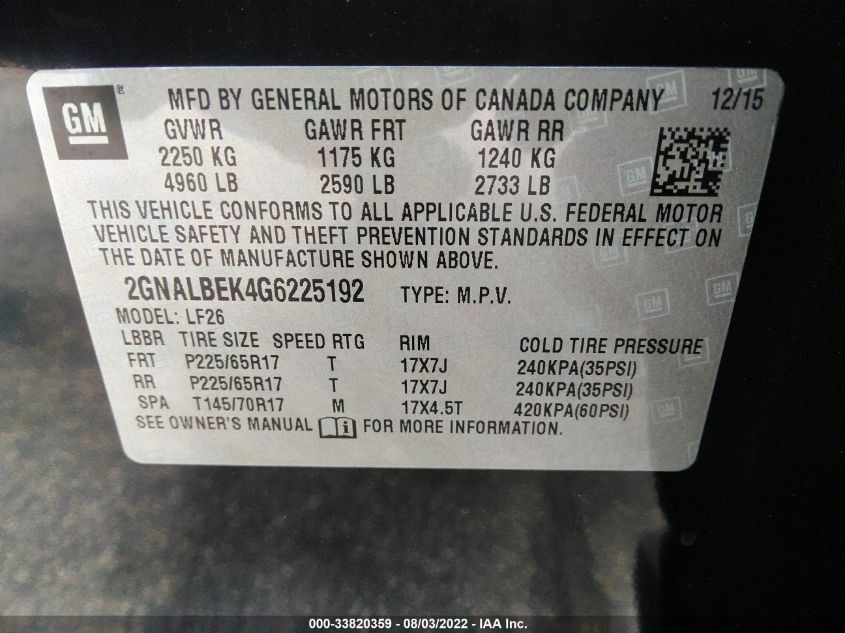 GM ® MFD BY GENERAL MOTORS OF CANADA COMPANY 12/15
GVWR GAWR FRT GAWR RR
2250 KG 1175 KG 1240 KG
4960 LB 2590 LB 2733 LB
THIS VEHICLE CONFORMS TO ALL APPLICABLE U.S. FEDERAL MOTOR
VEHICLE SAFETY AND THEFT PREVENTION STANDARDS IN EFFECT ON
THE DATE OF MANUFACTURE SHOWN ABOVE.
2GNALBEK4G6225192 TYPE: M.P.V.
MODEL: LF26
LBBR TIRE SIZE SPEED RTG RIM COLD TIRE PRESSURE
FRT P225/65R17 T 17X7J 240KPA(35PSI)
RR P225/65R17 T 17X7J 240KPA(35PSI)
SPA T145/70R17 M 17X4.5T 420KPA(60PSI)
SEE OWNER'S MANUAL i FOR MORE INFORMATION.
000-33820359 - 08/03/2022 - IAA Inc.